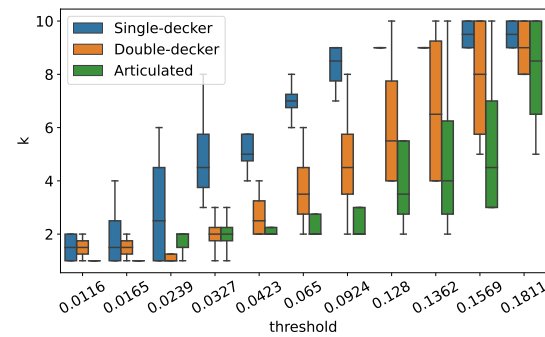 10
Single-decker
Double-decker
Articulated
8
6
4
2
k
0.0116 0.0165 0.0239 0.0327 0.0423 0.065 0.0924 0.128 0.1362 0.1569 0.1811
threshold